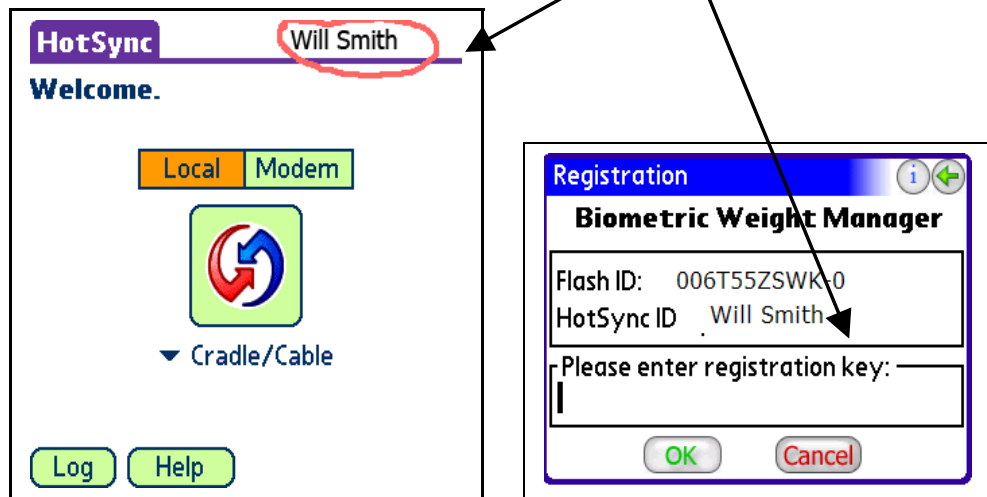 HotSync Will Smith
Welcome.
Local Modem
Cradle/Cable
Log Help
Registration
Biometric Weight Manager
Flash ID: 006T55ZSWK-0
HotSync ID Will Smith
Please enter registration key:
OK Cancel